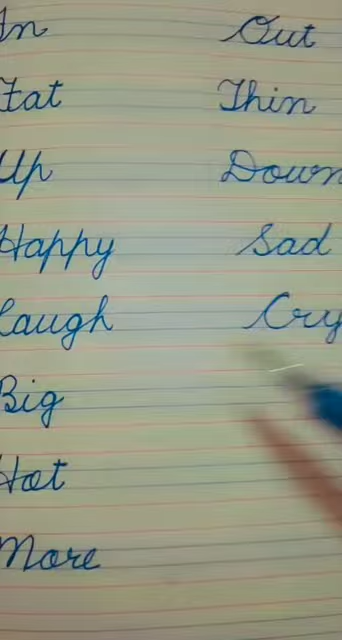 In Out
Fat Thin
Up Down
Happy Sad
Laugh Cry
Big
Hot
More